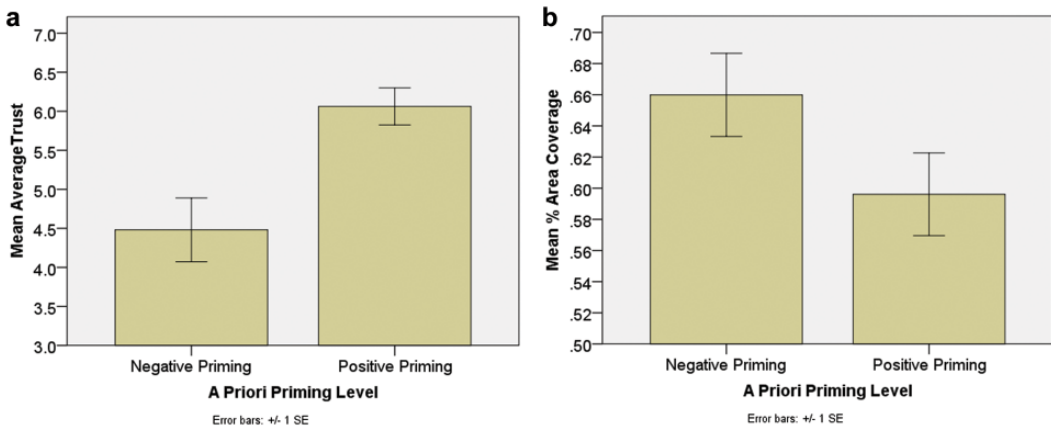 a
Mean AverageTrust
7.0
6.5
6.0
5.5
5.0
4.5
4.0
3.5
3.0
Negative Priming
Positive Priming
A Priori Priming Level
Error bars: +/- 1 SE
b
Mean % Area Coverage
.70
.68
.66
.64
.62
.60
.58
.56
.54
.52
.50
Negative Priming
Positive Priming
A Priori Priming Level
Error bars: +/- 1 SE